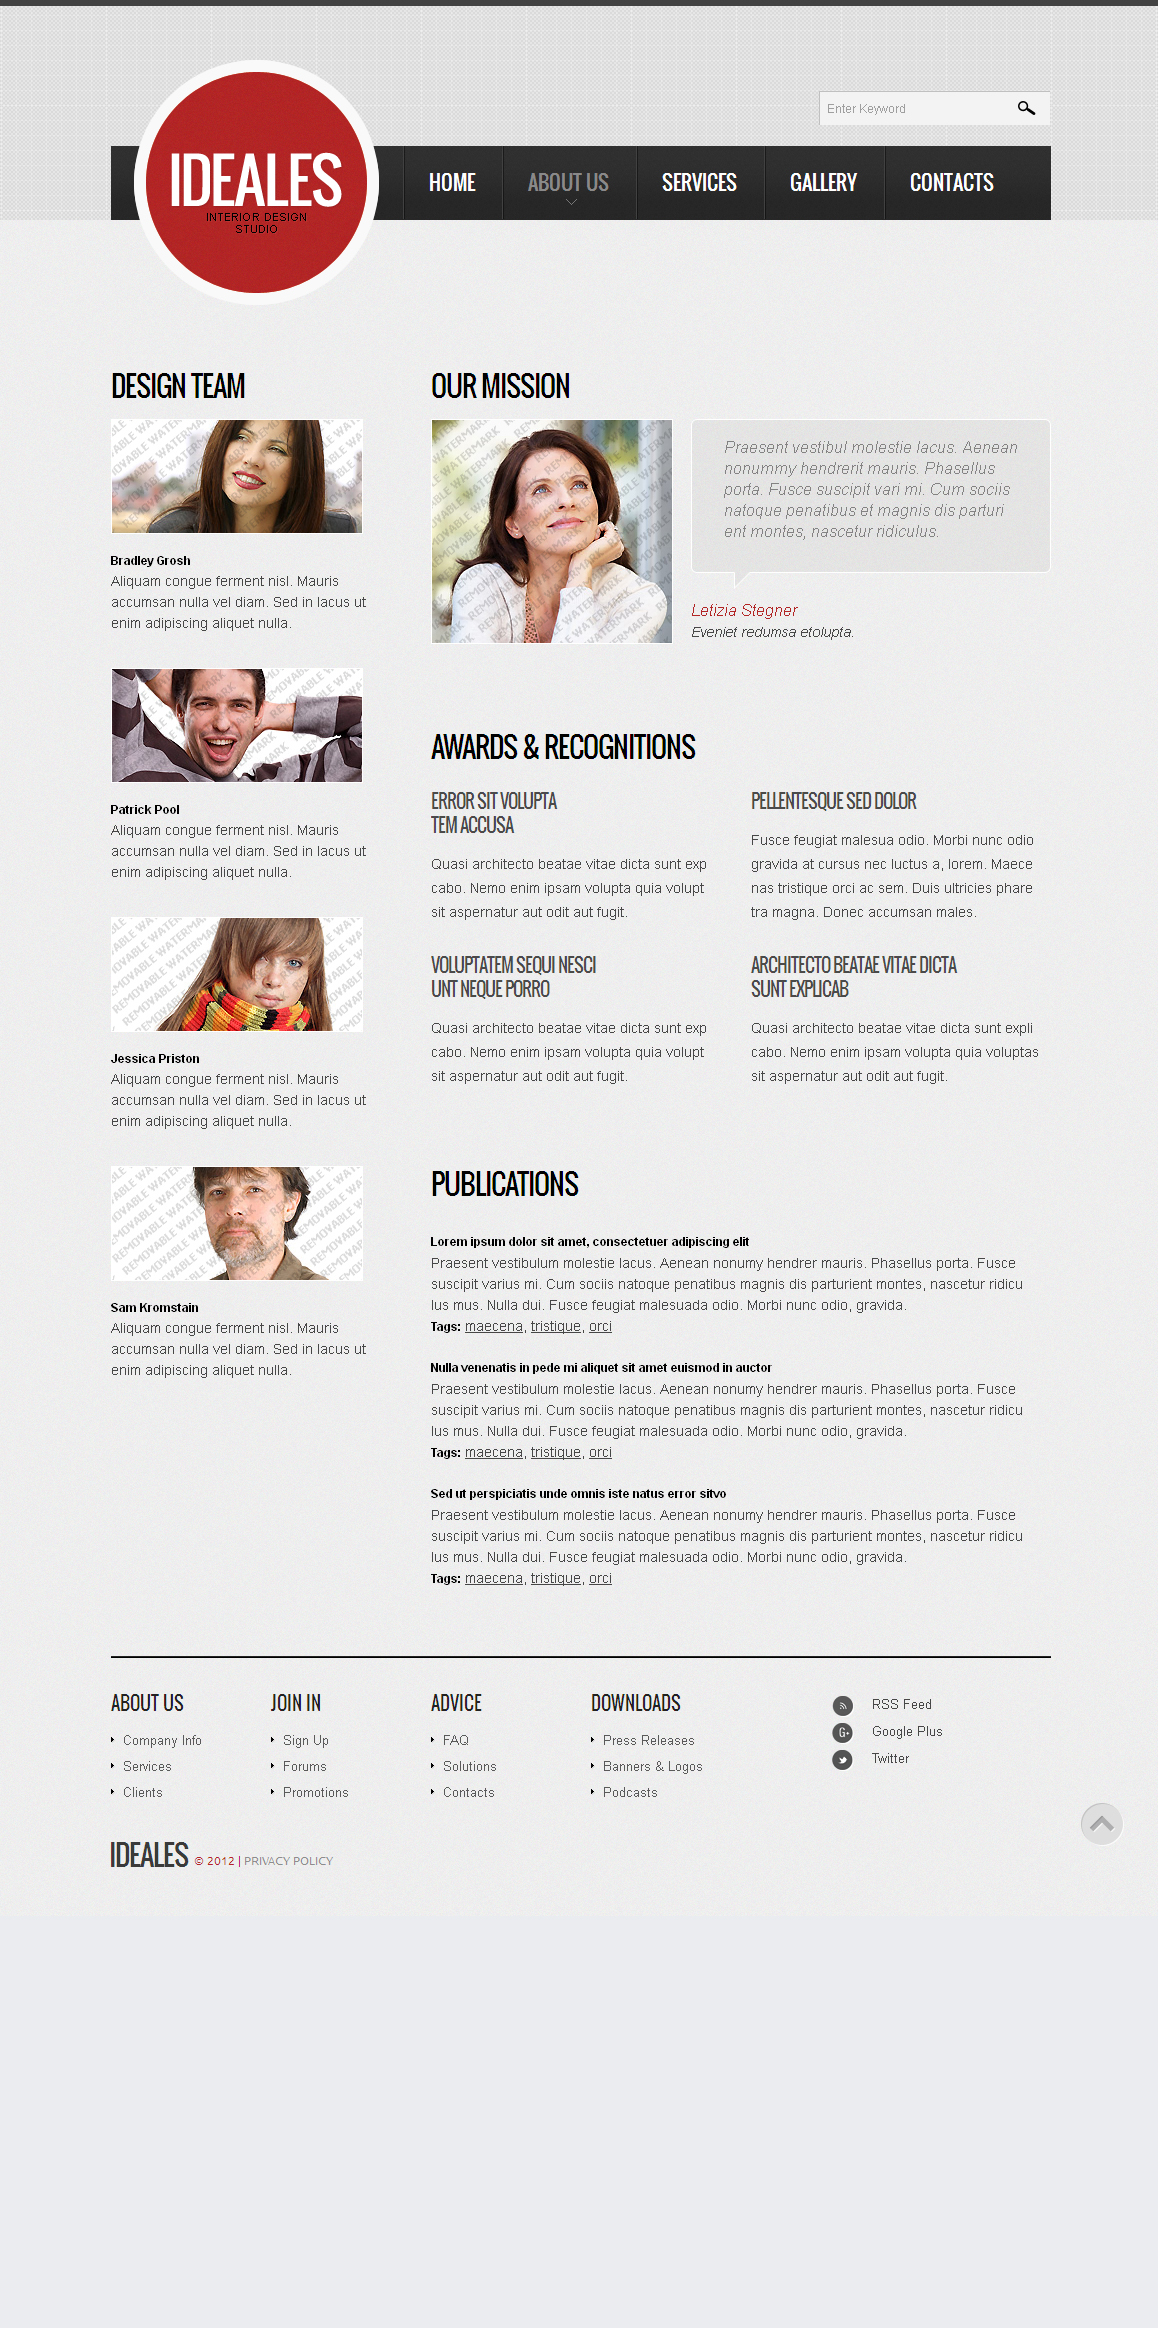 Enter Keyword
IDEALES
INTERIOR DESIGN
STUDIO
HOME
ABOUT US
SERVICES
GALLERY
CONTACTS
DESIGN TEAM
Bradley Grosh
Aliquam congue ferment nisl. Mauris
accumsan nulla vel diam. Sed in lacus ut
enim adipiscing aliquet nulla.
Patrick Pool
Aliquam congue ferment nisl. Mauris
accumsan nulla vel diam. Sed in lacus ut
enim adipiscing aliquet nulla.
Jessica Priston
Aliquam congue ferment nisl. Mauris
accumsan nulla vel diam. Sed in lacus ut
enim adipiscing aliquet nulla.
Sam Kromstain
Aliquam congue ferment nisl. Mauris
accumsan nulla vel diam. Sed in lacus ut
enim adipiscing aliquet nulla.
OUR MISSION
REMOVABLE WATERMARK
Praesent vestibul molestie lacus. Aenean
nonummy hendrerit mauris. Phasellus
porta. Fusce suscipit vari mi. Cum sociis
natoque penatibus et magnis dis parturi
ent montes, nascetur ridiculus.
Letizia Stegner
Eveniet redumsa etolupta.
AWARDS & RECOGNITIONS
ERROR SIT VOLUPTA
TEM ACCUSA
Quasi architecto beatae vitae dicta sunt exp
cabo. Nemo enim ipsam volupta quia volupt
sit aspernatur aut odit aut fugit.
PELLENTESQUE SED DOLOR
Fusce feugiat malesua odio. Morbi nunc odio
gravida at cursus nec luctus a, lorem. Maece
nas tristique orci ac sem. Duis ultricies phare
tra magna. Donec accumsan males.
VOLUPTATEM SEQUI NESCI
UNT NEQUE PORRO
Quasi architecto beatae vitae dicta sunt exp
cabo. Nemo enim ipsam volupta quia volupt
sit aspernatur aut odit aut fugit.
ARCHITECTO BEATAE VITAE DICTA
SUNT EXPLICAB
Quasi architecto beatae vitae dicta sunt expli
cabo. Nemo enim ipsam volupta quia voluptas
sit aspernatur aut odit aut fugit.
PUBLICATIONS
Lorem ipsum dolor sit amet, consectetuer adipiscing elit
Praesent vestibulum molestie lacus. Aenean nonumy hendrer mauris. Phasellus porta. Fusce
suscipit varius mi. Cum sociis natoque penatibus magnis dis parturient montes, nascetur ridicu
lus mus. Nulla dui. Fusce feugiat malesuada odio. Morbi nunc odio, gravida.
Tags: maecena, tristique, orci
Nulla venenatis in pede mi aliquet sit amet euismod in auctor
Praesent vestibulum molestie lacus. Aenean nonumy hendrer mauris. Phasellus porta. Fusce
suscipit varius mi. Cum sociis natoque penatibus magnis dis parturient montes, nascetur ridicu
lus mus. Nulla dui. Fusce feugiat malesuada odio. Morbi nunc odio, gravida.
Tags: maecena, tristique, orci
Sed ut perspiciatis unde omnis iste natus error sitvo
Praesent vestibulum molestie lacus. Aenean nonumy hendrer mauris. Phasellus porta. Fusce
suscipit varius mi. Cum sociis natoque penatibus magnis dis parturient montes, nascetur ridicu
lus mus. Nulla dui. Fusce feugiat malesuada odio. Morbi nunc odio, gravida.
Tags: maecena, tristique, orci
ABOUT US
Company Info
Services
Clients
JOIN IN
Sign Up
Forums
Promotions
ADVICE
FAQ
Solutions
Contacts
DOWNLOADS
Press Releases
Banners & Logos
Podcasts
RSS Feed
Google Plus
Twitter
IDEALES © 2012 | PRIVACY POLICY